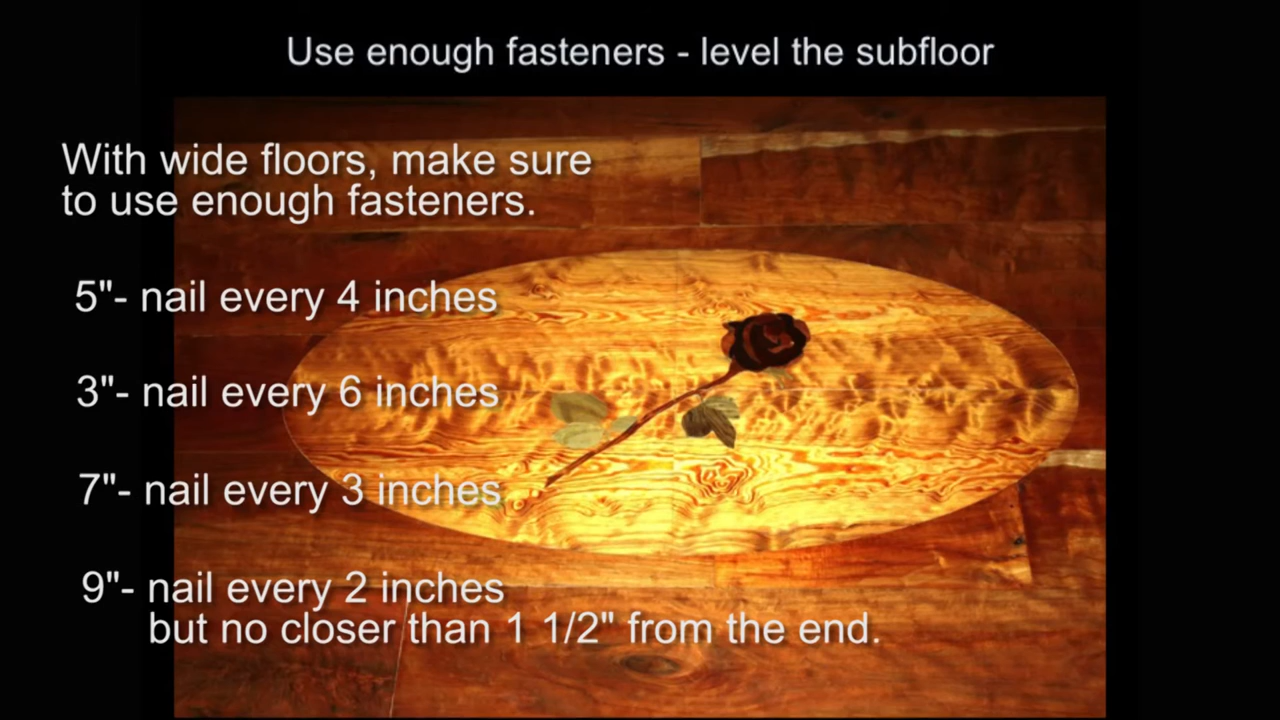 Use enough fasteners - level the subfloor
With wide floors, make sure
to use enough fasteners.
5"- nail every 4 inches
3"- nail every 6 inches
7"- nail every 3 inches
9"- nail every 2 inches
but no closer than 1 1/2" from the end.